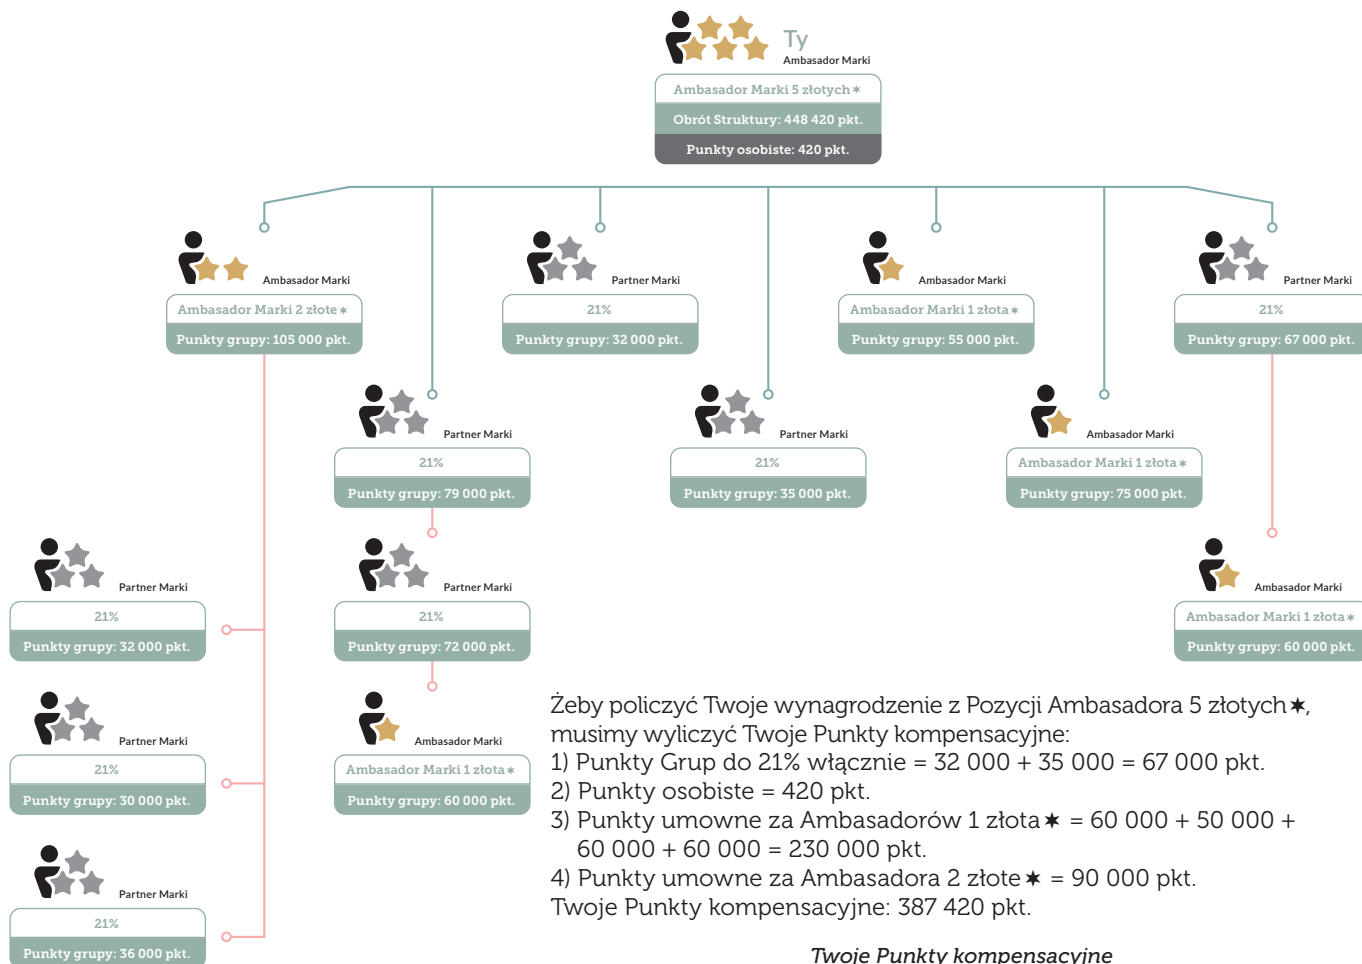 Ty
Ambasador Marki
Ambasador Marki 5 złotych✶
Obrót Struktury: 448 420 pkt.
Punkty osobiste: 420 pkt.
Ambasador Marki
Ambasador Marki 2 złote✶
Punkty grupy: 105 000 pkt.
Partner Marki
21%
Punkty grupy: 32 000 pkt.
Ambasador Marki
Ambasador Marki 1 złota✶
Punkty grupy: 55 000 pkt.
Partner Marki
21%
Punkty grupy: 67 000 pkt.
Partner Marki
21%
Punkty grupy: 79 000 pkt.
Partner Marki
21%
Punkty grupy: 35 000 pkt.
Ambasador Marki
Ambasador Marki 1 złota✶
Punkty grupy: 75 000 pkt.
Partner Marki
21%
Punkty grupy: 32 000 pkt.
Partner Marki
21%
Punkty grupy: 72 000 pkt.
Ambasador Marki
Ambasador Marki 1 złota✶
Punkty grupy: 60 000 pkt.
Partner Marki
21%
Punkty grupy: 30 000 pkt.
Ambasador Marki
Ambasador Marki 1 złota✶
Punkty grupy: 60 000 pkt.
Partner Marki
21%
Punkty grupy: 36 000 pkt.
Żeby policzyć Twoje wynagrodzenie z Pozycji Ambasadora 5 złotych✶,
musimy wyliczyć Twoje Punkty kompensacyjne:
1) Punkty Grup do 21% włącznie = 32 000 + 35 000 = 67 000 pkt.
2) Punkty osobiste = 420 pkt.
3) Punkty umowne za Ambasadorów 1 złota✶ = 60 000 + 50 000 +
60 000 + 60 000 = 230 000 pkt.
4) Punkty umowne za Ambasadora 2 złote✶ = 90 000 pkt.
Twoje Punkty kompensacyjne: 387 420 pkt.
Twoje Punkty kompensacyjne